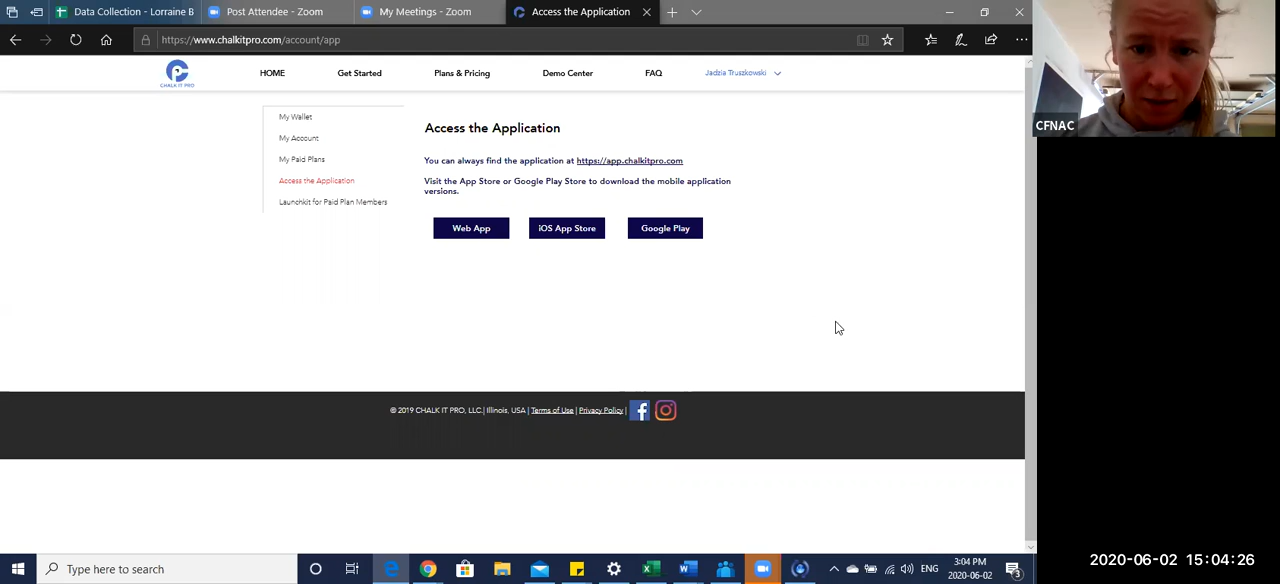 Data Collection - Lorraine B
Post Attendee - Zoom
My Meetings - Zoom
Access the Application
https://www.chalkitpro.com/account/app
CHALK IT PRO
HOME
Get Started
Plans & Pricing
Demo Center
FAQ
Jadzia Truszkowski
My Wallet
My Account
My Paid Plans
Access the Application
Launchkit for Paid Plan Members
Access the Application
You can always find the application at https://app.chalkitpro.com
Visit the App Store or Google Play Store to download the mobile application
versions.
Web App
iOS App Store
Google Play
© 2019 CHALK IT PRO, LLC.| Illinois, USA | Terms of Use | Privacy Policy |
CFNAC
Type here to search
ENG
3:04 PM
2020-06-02
3
2020-06-02 15:04:26